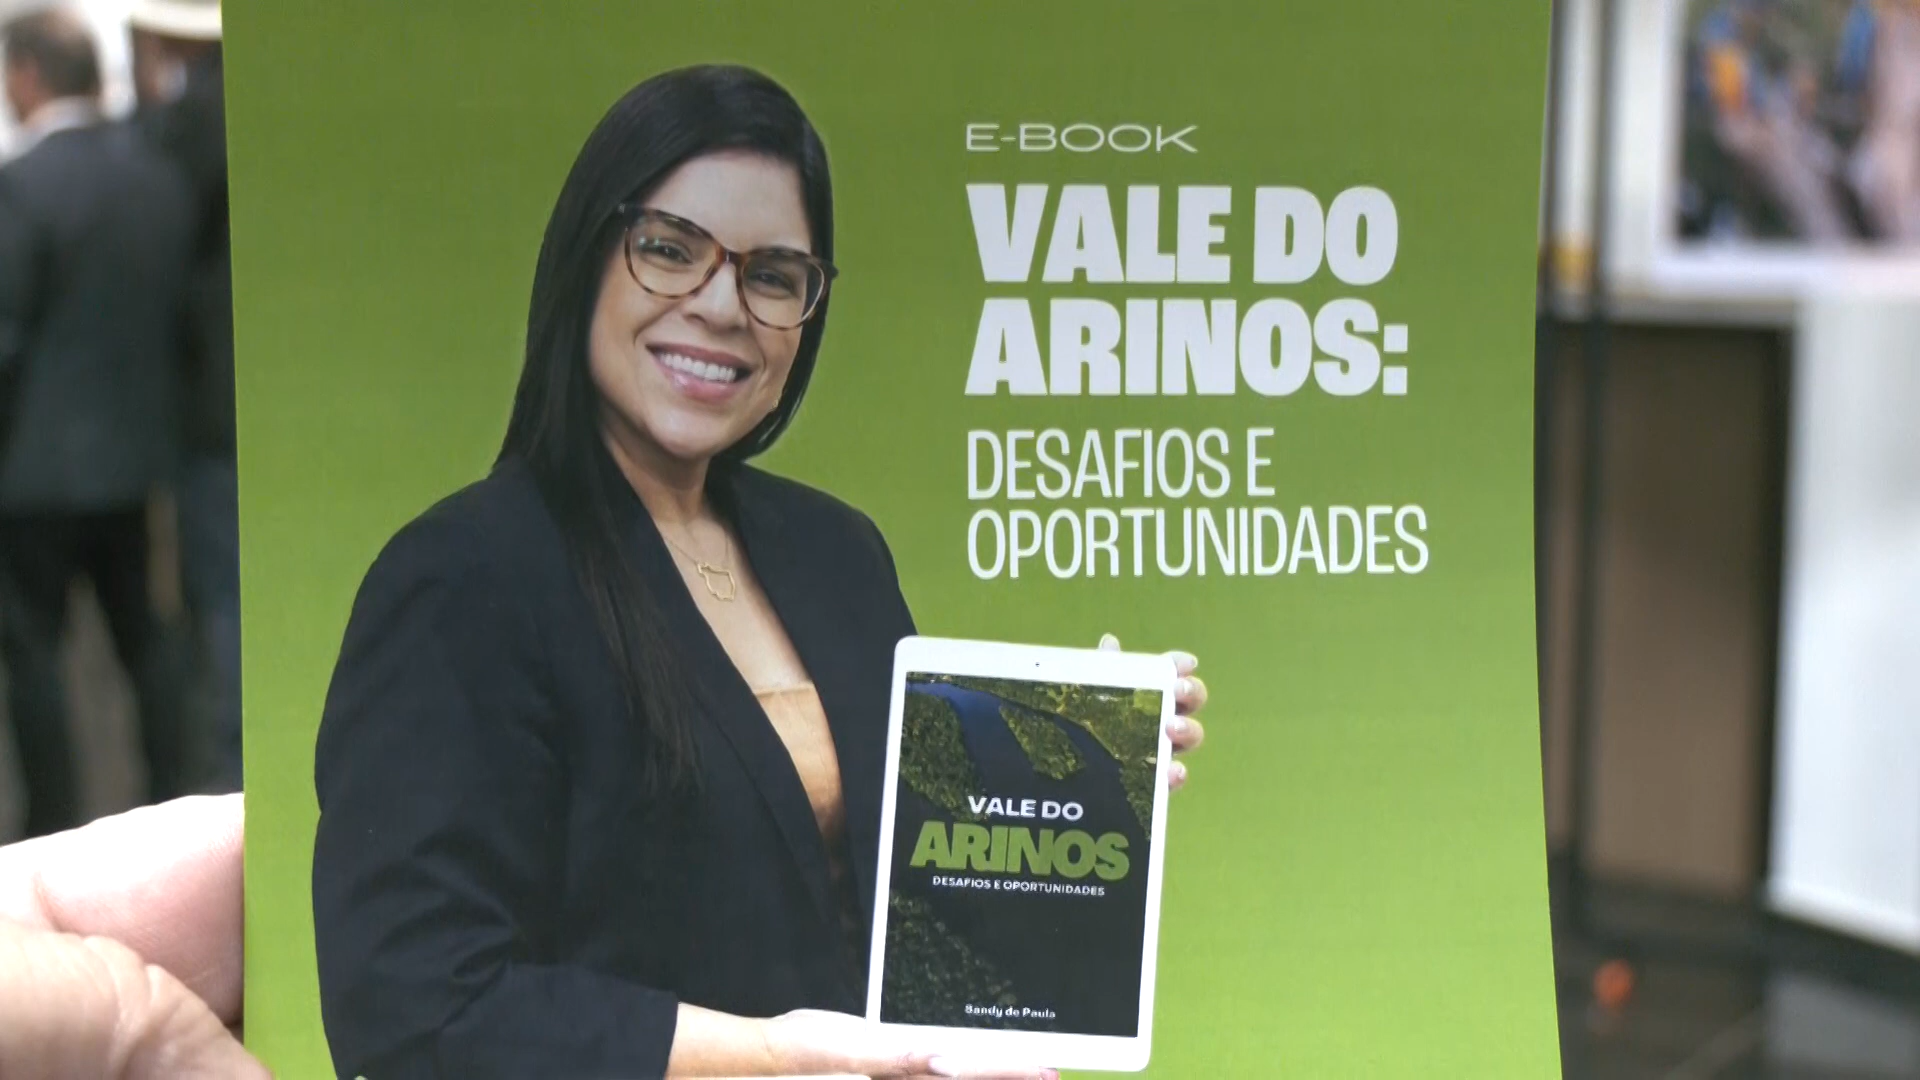 E-BOOK
VALE DO
ARINOS:
DESAFIOS E
OPORTUNIDADES
VALE DO
ARINOS
DESAFIOS E OPORTUNIDADES
Sandy de Paula